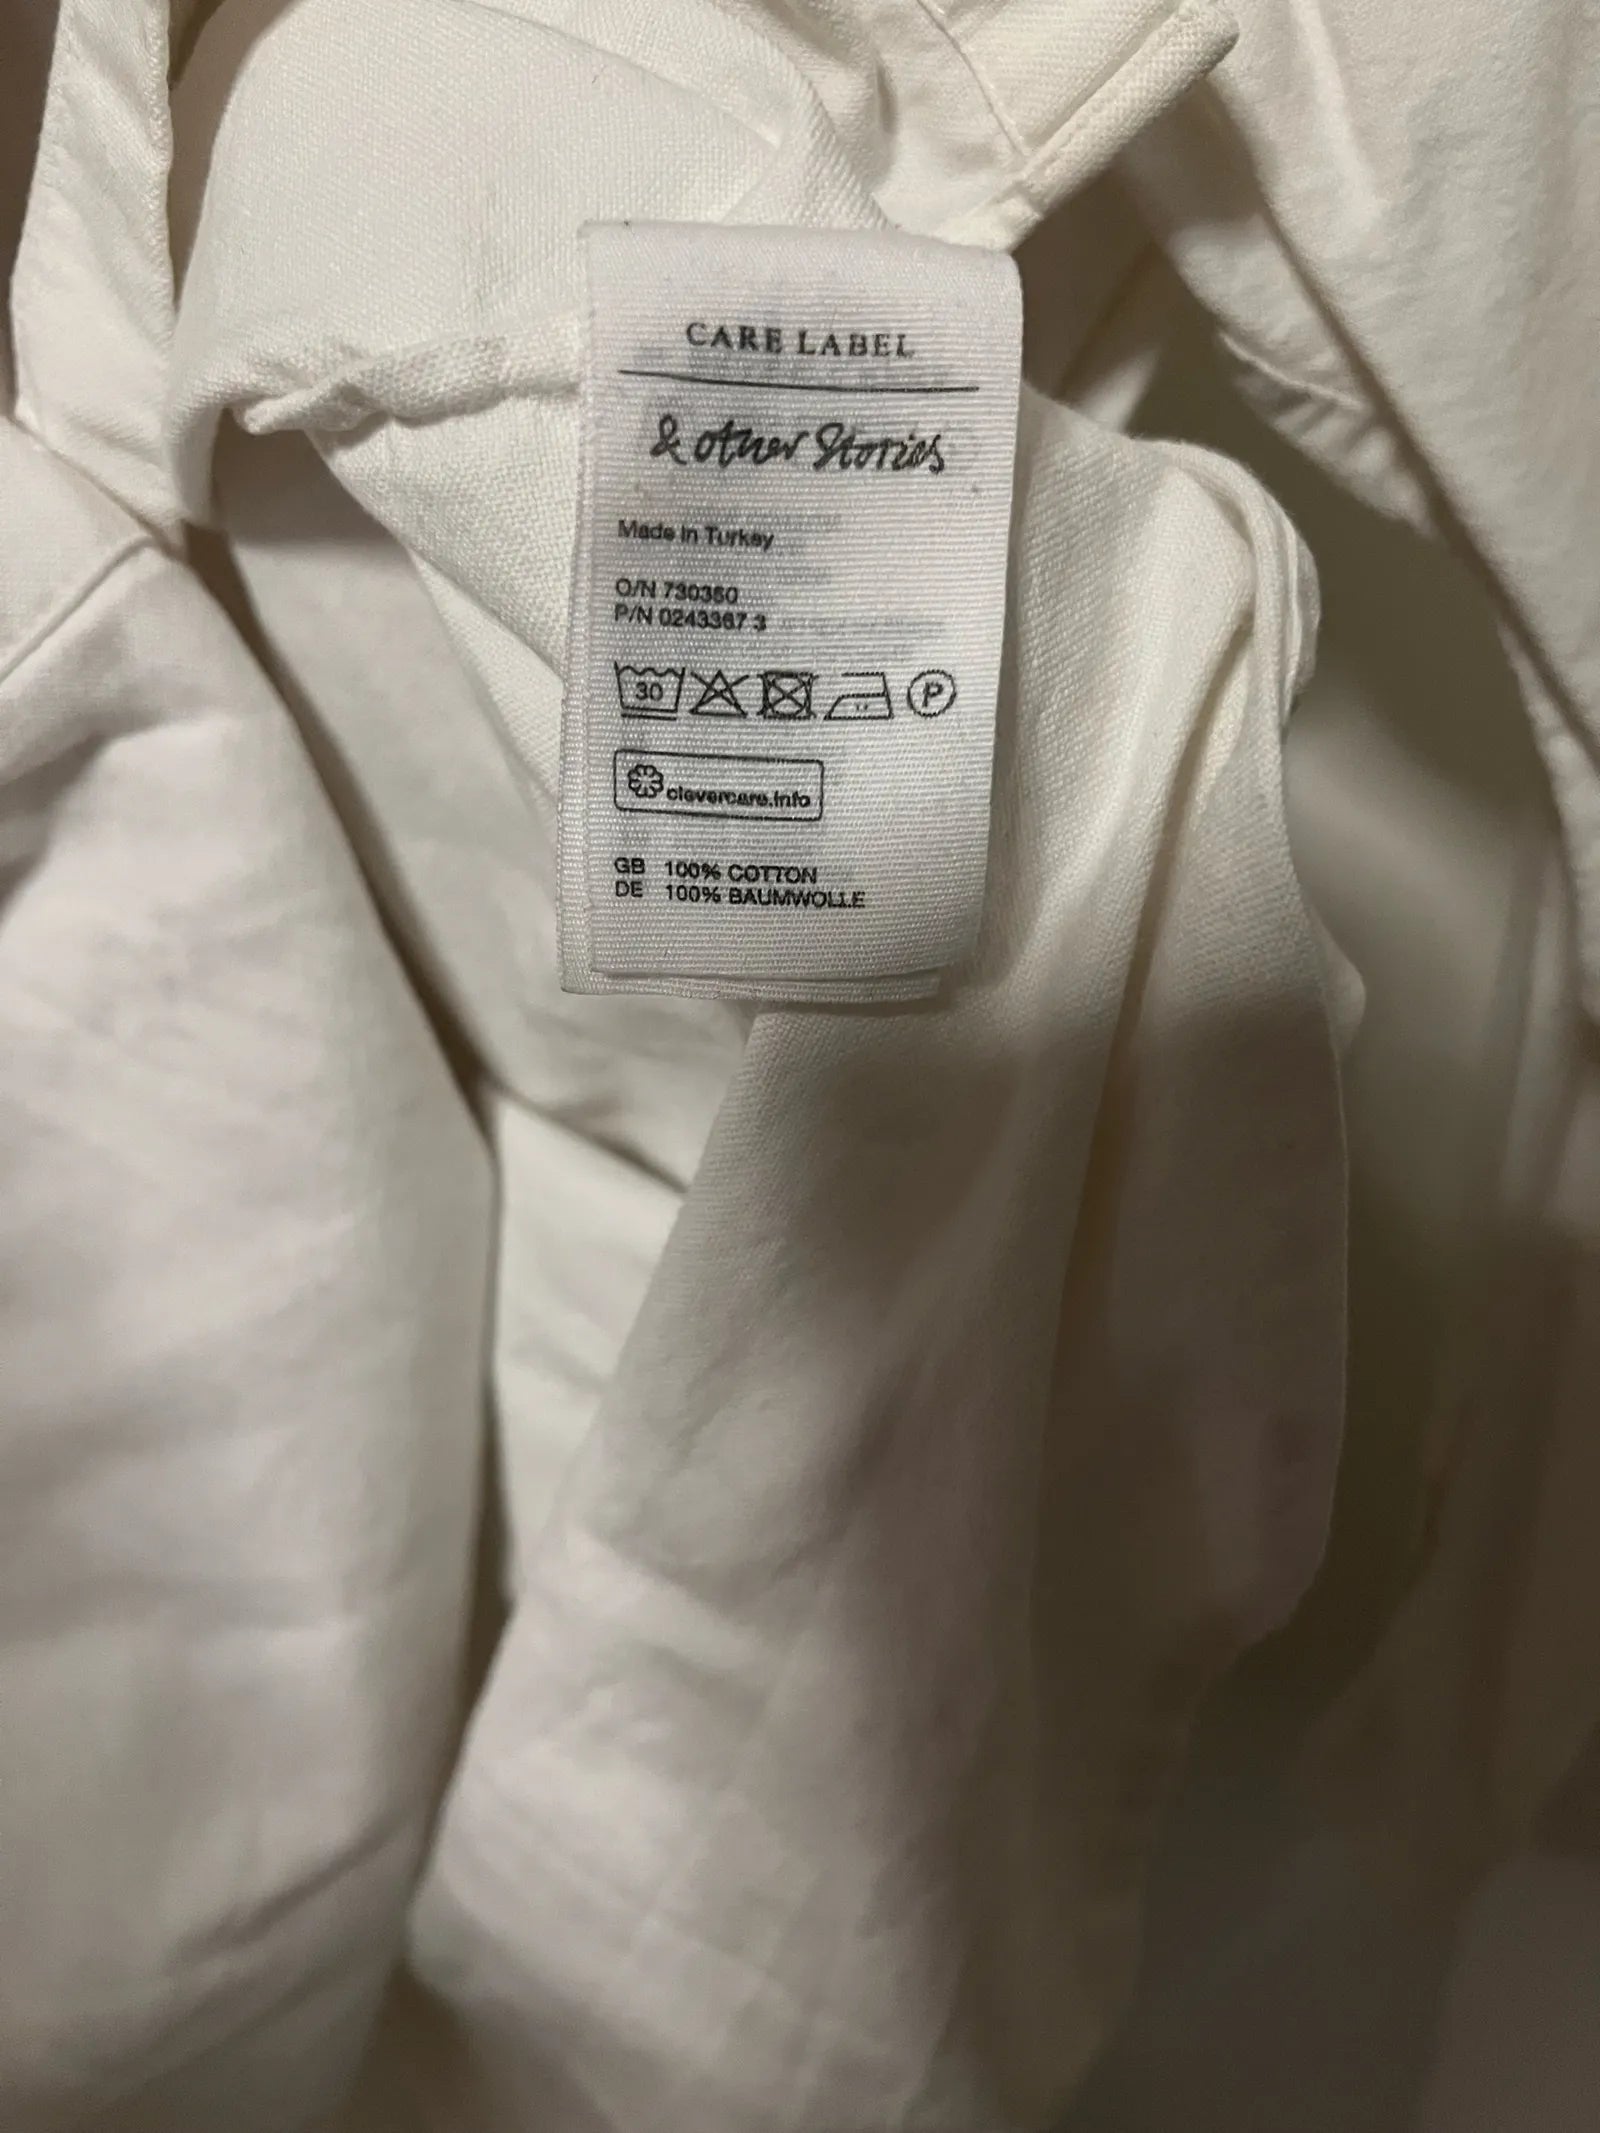 CARE LABEL
& other Stories
Made in Turkey
O/N 730350
P/N 0243367 3
30
P
clevercare.info
GB 100% COTTON
DE 100% BAUMWOLLE